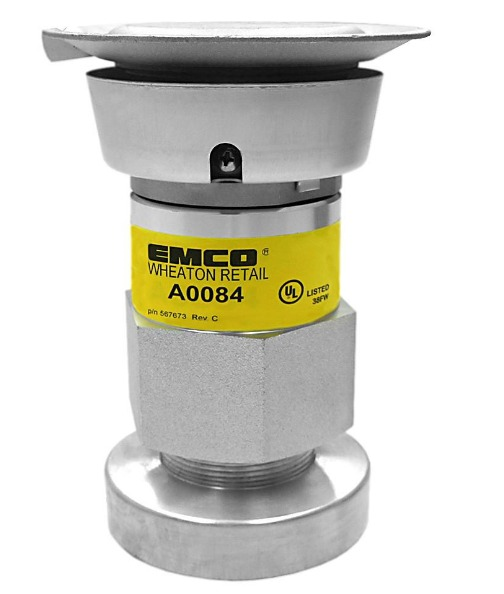 EMCO ®
WHEATON RETAIL
A0084
p/n 567673 Rev. C
UL
LISTED
38FW